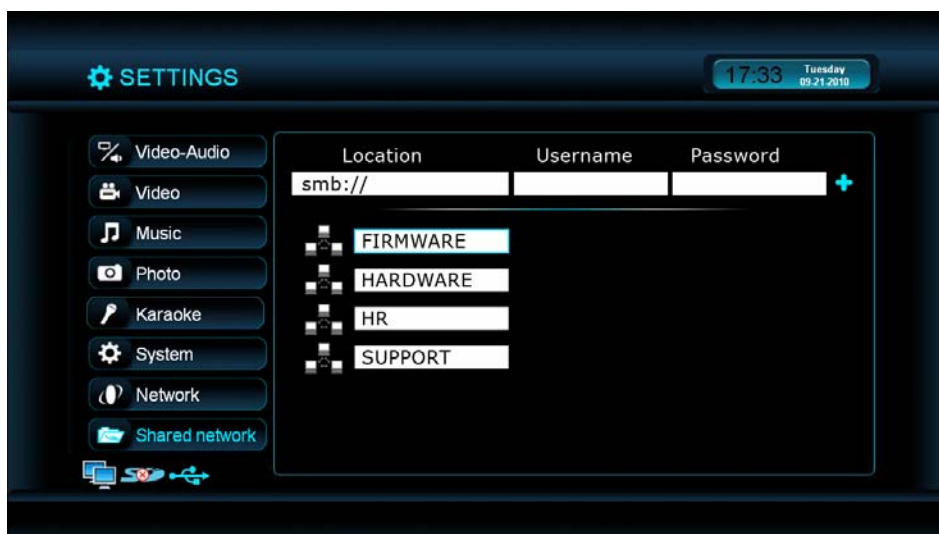 SETTINGS
17:33 Tuesday
09.21.2010
Video-Audio
Video
Music
Photo
Karaoke
System
Network
Shared network
Location Username Password
smb://
FIRMWARE
HARDWARE
HR
SUPPORT